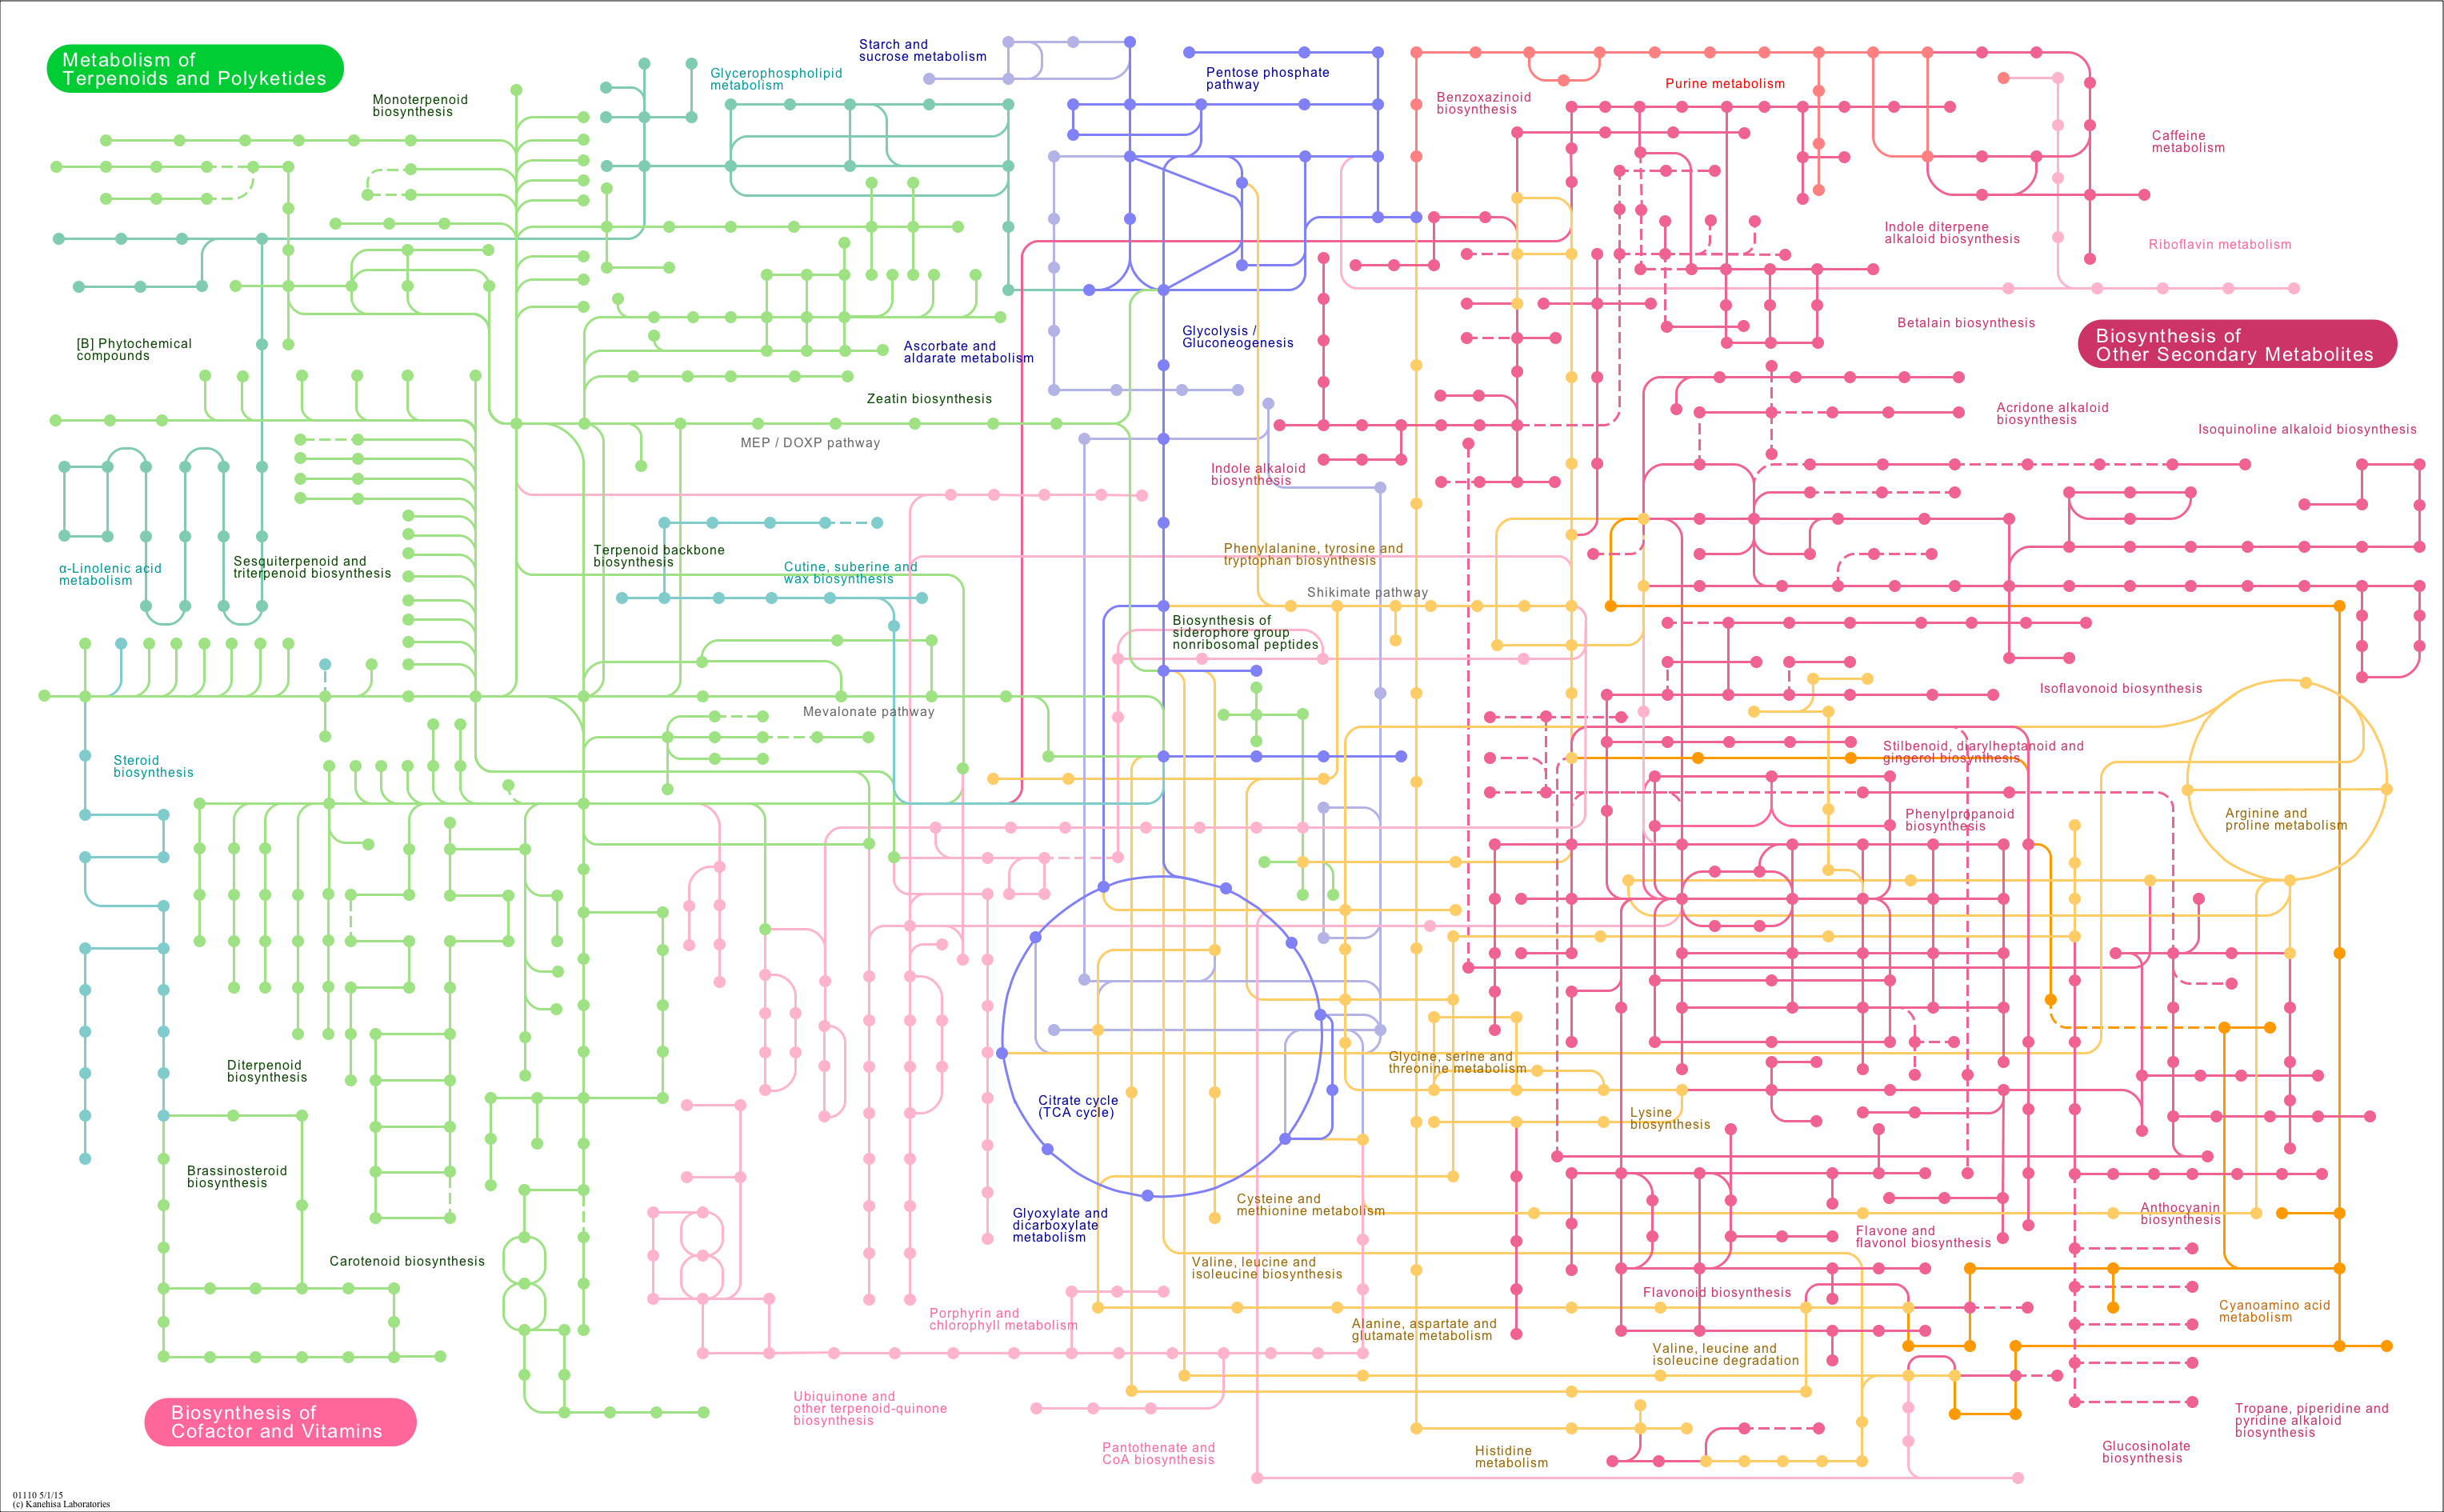 Metabolism of
Terpenoids and Polyketides
Starch and
sucrose metabolism
Glycerophospholipid
metabolism
Pentose phosphate
pathway
Purine metabolism
Benzoxazinoid
biosynthesis
Monoterpenoid
biosynthesis
Caffeine
metabolism
Indole diterpene
alkaloid biosynthesis
Riboflavin metabolism
Betalain biosynthesis
Biosynthesis of
Other Secondary Metabolites
[B] Phytochemical
compounds
Ascorbate and
aldarate metabolism
Glycolysis /
Gluconeogenesis
Zeatin biosynthesis
MEP / DOXP pathway
Acridone alkaloid
biosynthesis
Isoquinoline alkaloid biosynthesis
Indole alkaloid
biosynthesis
α-Linolenic acid
metabolism
Sesquiterpenoid and
triterpenoid biosynthesis
Terpenoid backbone
biosynthesis
Cutine, suberine and
wax biosynthesis
Phenylalanine, tyrosine and
tryptophan biosynthesis
Shikimate pathway
Biosynthesis of
siderophore group
nonribosomal peptides
Isoflavonoid biosynthesis
Mevalonate pathway
Steroid
biosynthesis
Stilbenoid, diarylheptanoid and
gingerol biosynthesis
Phenylpropanoid
biosynthesis
Arginine and
proline metabolism
Diterpenoid
biosynthesis
Glycine, serine and
threonine metabolism
Citrate cycle
(TCA cycle)
Lysine
biosynthesis
Brassinosteroid
biosynthesis
Glyoxylate and
dicarboxylate
metabolism
Cysteine and
methionine metabolism
Anthocyanin
biosynthesis
Flavone and
flavonol biosynthesis
Carotenoid biosynthesis
Valine, leucine and
isoleucine biosynthesis
Flavonoid biosynthesis
Porphyrin and
chlorophyll metabolism
Alanine, aspartate and
glutamate metabolism
Cyanoamino acid
metabolism
Valine, leucine and
isoleucine degradation
Biosynthesis of
Cofactor and Vitamins
Ubiquinone and
other terpenoid-quinone
biosynthesis
Pantothenate and
CoA biosynthesis
Histidine
metabolism
Tropane, piperidine and
pyridine alkaloid
biosynthesis
Glucosinolate
biosynthesis
01110 5/1/15
(c) Kanehisa Laboratories